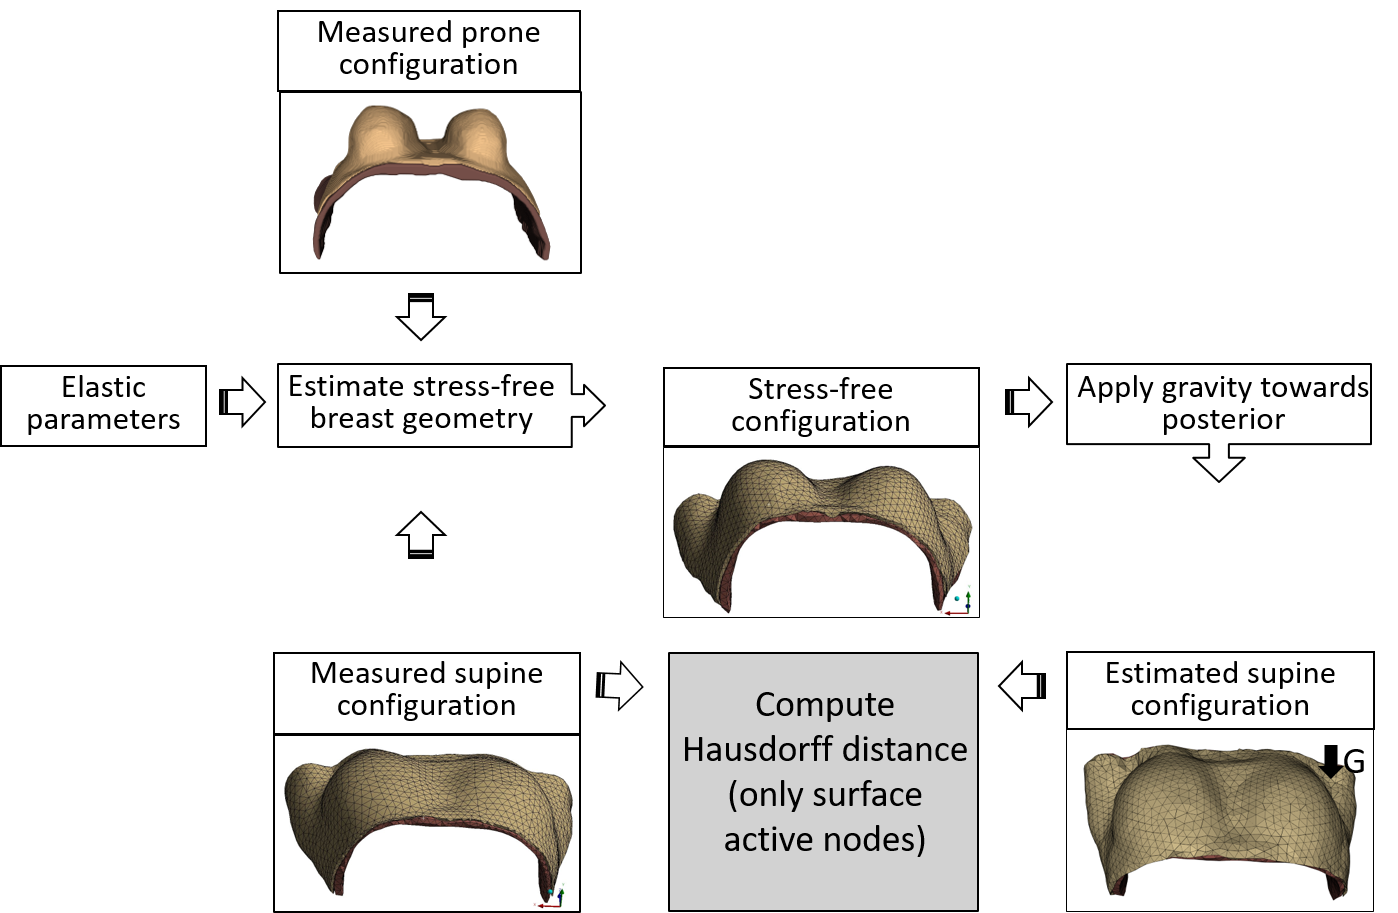 Measured prone
configuration
Elastic
parameters
Estimate stress-free
breast geometry
Stress-free
configuration
Apply gravity towards
posterior
Measured supine
configuration
Compute
Hausdorff distance
(only surface
active nodes)
Estimated supine
configuration
G